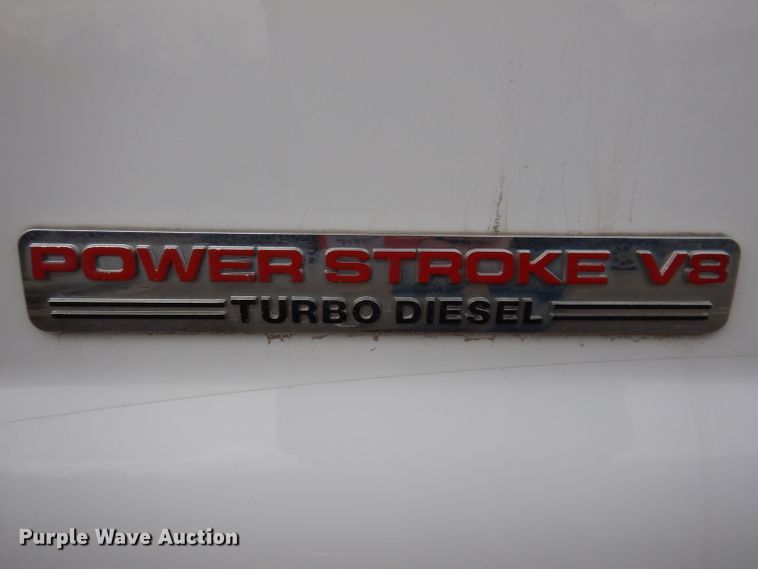 POWER STROKE V8
TURBO DIESEL
Purple Wave Auction